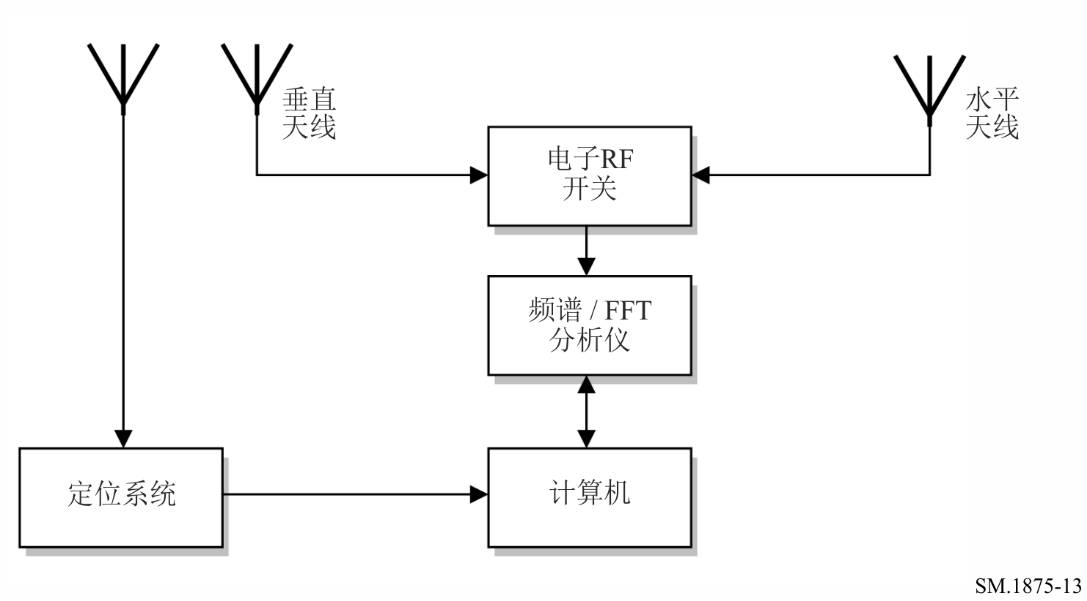 垂直
天线
水平
天线
电子RF
开关
频谱 / FFT
分析仪
定位系统
计算机
SM.1875-13